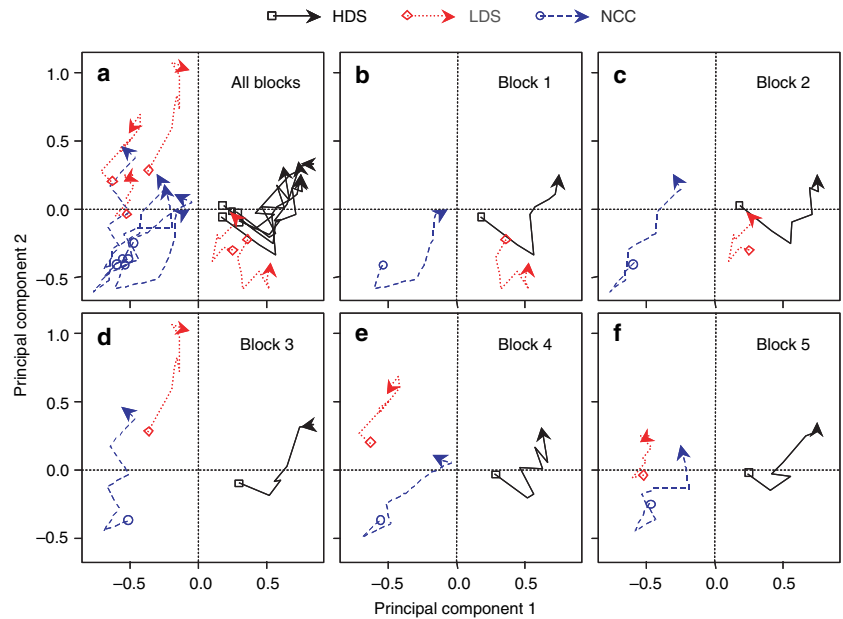 HDS LDS NCC
a All blocks
b Block 1
c Block 2
1.0
0.5
0.0
−0.5
d Block 3
e Block 4
f Block 5
1.0
0.5
0.0
−0.5
−0.5 0.0 0.5
−0.5 0.0 0.5
−0.5 0.0 0.5
Principal component 2
Principal component 1